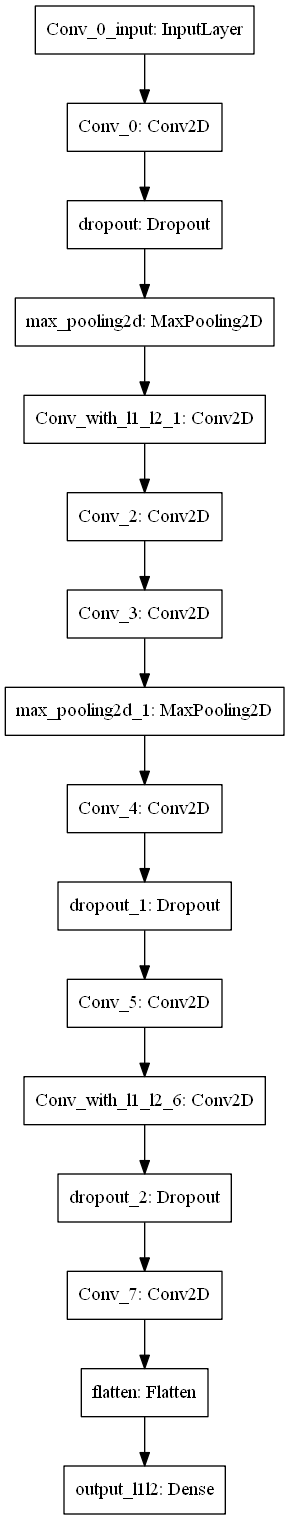 Conv_0_input: InputLayer
Conv_0: Conv2D
dropout: Dropout
max_pooling2d: MaxPooling2D
Conv_with_l1_l2_1: Conv2D
Conv_2: Conv2D
Conv_3: Conv2D
max_pooling2d_1: MaxPooling2D
Conv_4: Conv2D
dropout_1: Dropout
Conv_5: Conv2D
Conv_with_l1_l2_6: Conv2D
dropout_2: Dropout
Conv_7: Conv2D
flatten: Flatten
output_l1l2: Dense